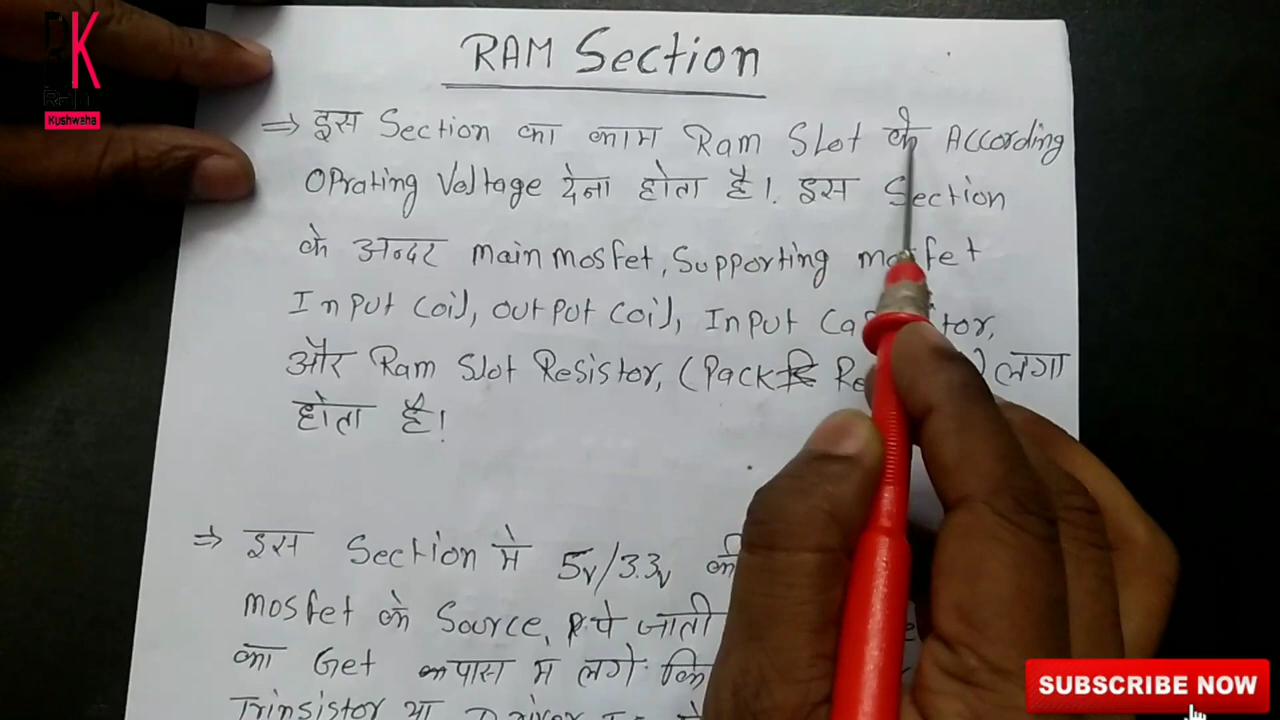 RAM Section
⇒ इस Section का काम Ram Slot के According
OPrating Voltage देना होता है। इस Section
के अन्दर main mosfet, Supporting mosfet
Input Coil, output Coil, Input
और Ram Slot Resistor, (Pack लगा
होता है।
⇒ इस Section मे 5v/3.3v की
mosfet के Source, पे जाती
का Get के पास मे लगे
Trinsistor या
K
Kushwaha
SUBSCRIBE NOW